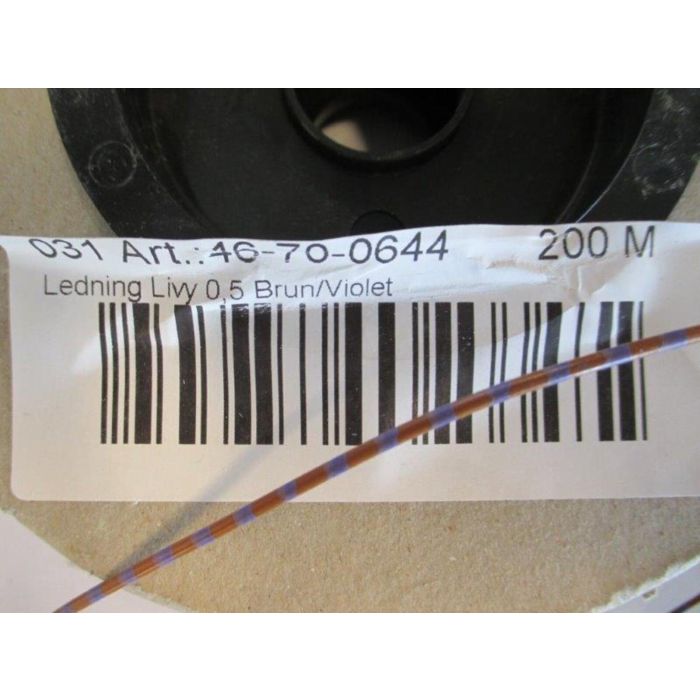 031 Art.:46-70-0644 200 M
Ledning Livy 0,5 Brun/Violet